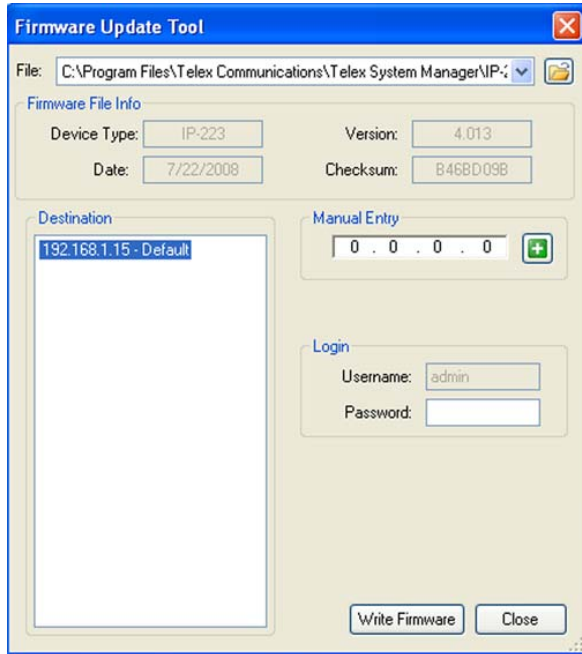 Firmware Update Tool
File: C:\Program Files\Telex Communications\Telex System Manager\IP-2
Firmware File Info
Device Type: IP-223 Version: 4.013
Date: 7/22/2008 Checksum: B46BD09B
Destination
192.168.1.15 - Default
Manual Entry
0 . 0 . 0 . 0
Login
Username: admin
Password:
Write Firmware Close